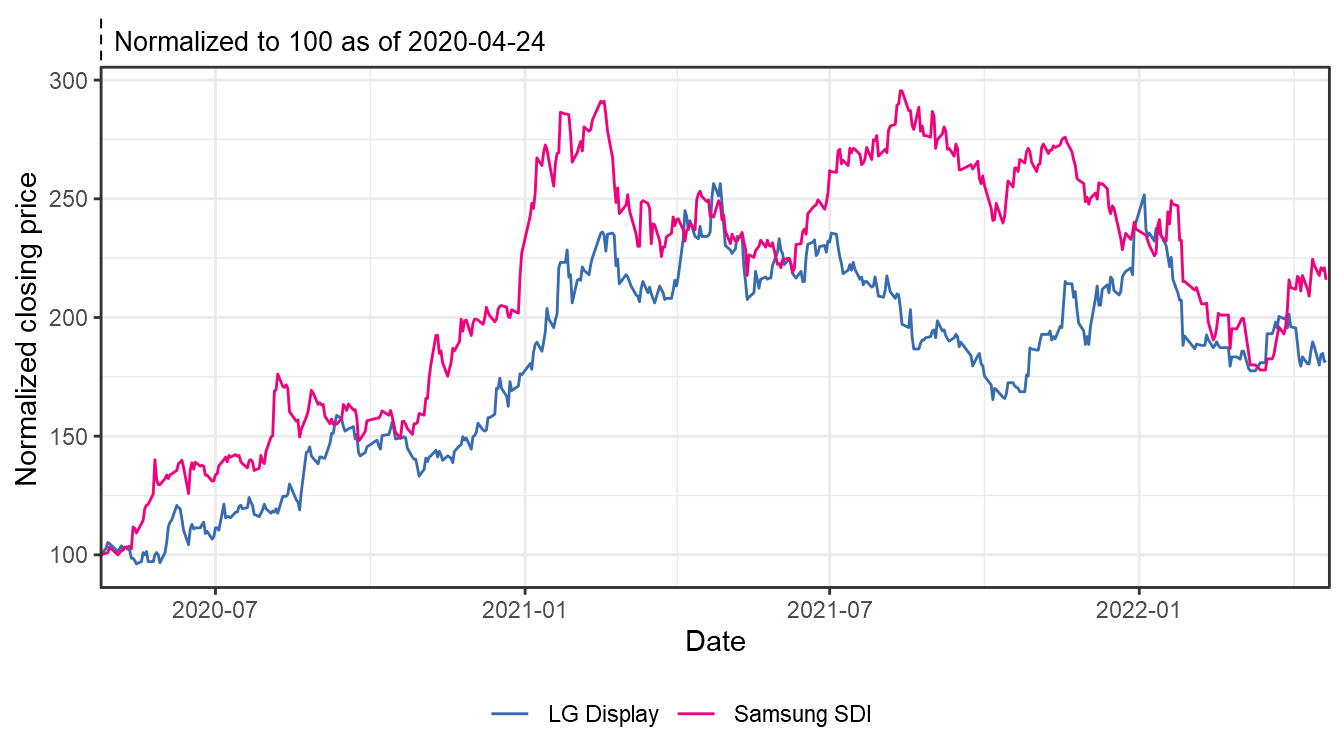 Normalized to 100 as of 2020-04-24
Normalized closing price
300
250
200
150
100
2020-07
2021-01
2021-07
2022-01
Date
LG Display
Samsung SDI